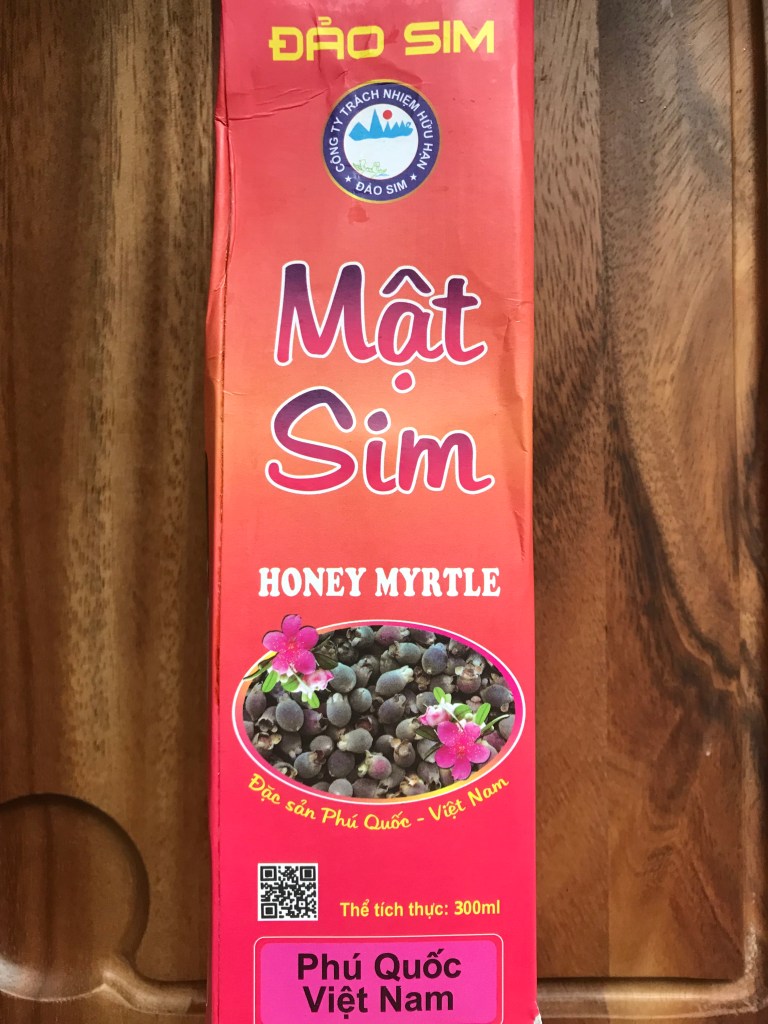 ĐẢO SIM
CÔNG TY TRÁCH NHIỆM HỮU HẠN
★ ĐẢO SIM ★
Mật
Sim
HONEY MYRTLE
Đặc sản Phú Quốc - Việt Nam
Thể tích thực: 300ml
Phú Quốc
Việt Nam